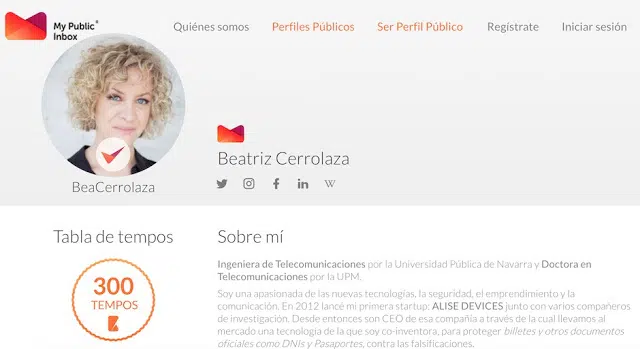 My Public®
Inbox
Quiénes somos Perfiles Públicos Ser Perfil Público Regístrate Iniciar sesión
Beatriz Cerrolaza
BeaCerrolaza
Tabla de tempos
300
TEMPOS
Sobre mí
Ingeniera de Telecomunicaciones por la Universidad Pública de Navarra y Doctora en
Telecomunicaciones por la UPM.
Soy una apasionada de las nuevas tecnologías, la seguridad, el emprendimiento y la
comunicación. En 2012 lancé mi primera startup: ALISE DEVICES junto con varios compañeros
de investigación. Desde entonces son CEO de esa compañía a través de la cual llevamos al
mercado una tecnología de la que soy co-inventora, para proteger billetes y otros documentos
oficiales como DNIs y Pasaportes, contra las falsificaciones.